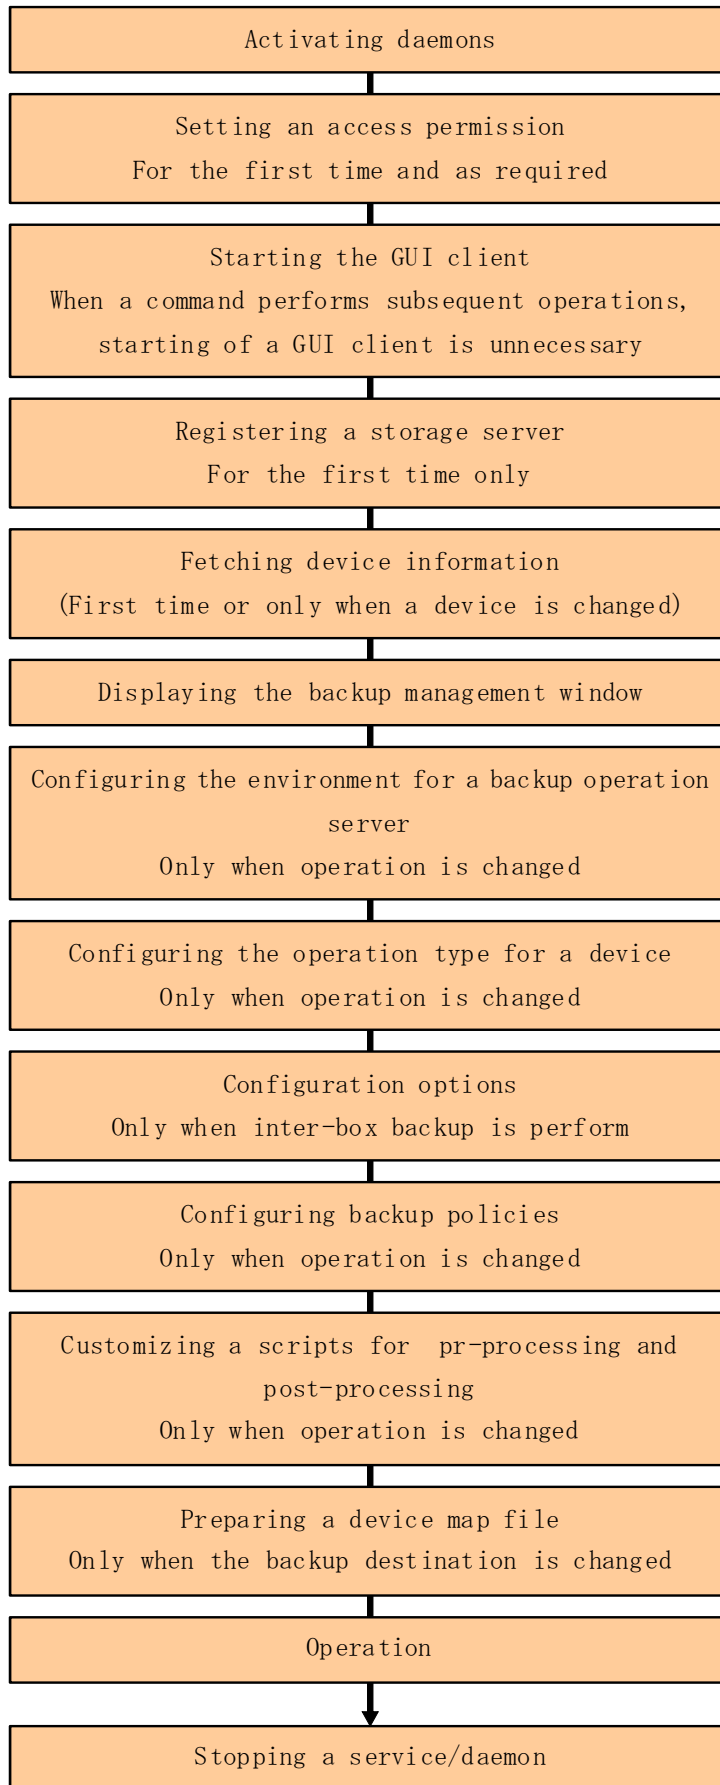 Activating daemons
Setting an access permission
For the first time and as required
Starting the GUI client
When a command performs subsequent operations,
starting of a GUI client is unnecessary
Registering a storage server
For the first time only
Fetching device information
(First time or only when a device is changed)
Displaying the backup management window
Configuring the environment for a backup operation
server
Only when operation is changed
Configuring the operation type for a device
Only when operation is changed
Configuration options
Only when inter-box backup is perform
Configuring backup policies
Only when operation is changed
Customizing a scripts for pr-processing and
post-processing
Only when operation is changed
Preparing a device map file
Only when the backup destination is changed
Operation
Stopping a service/daemon